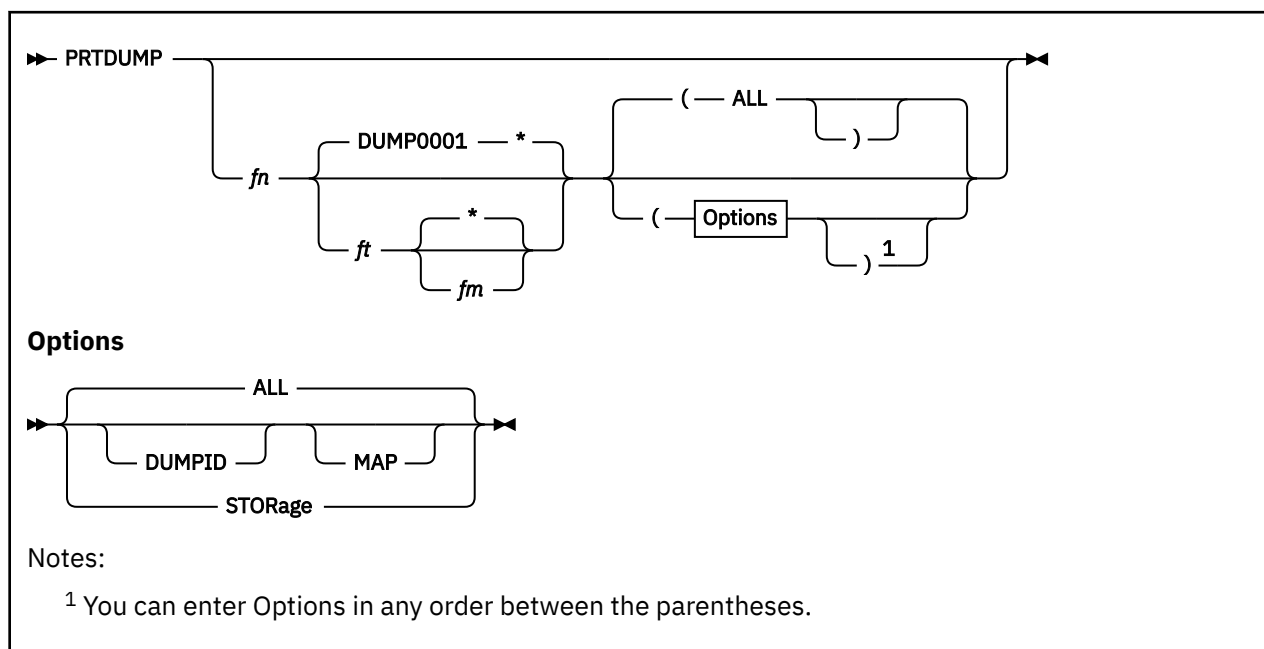 PRTDUMP
( ALL )
DUMP0001 *
fn
( Options ) 1
*
ft
fm
Options
ALL
DUMPID MAP
STORage
Notes:
1 You can enter Options in any order between the parentheses.